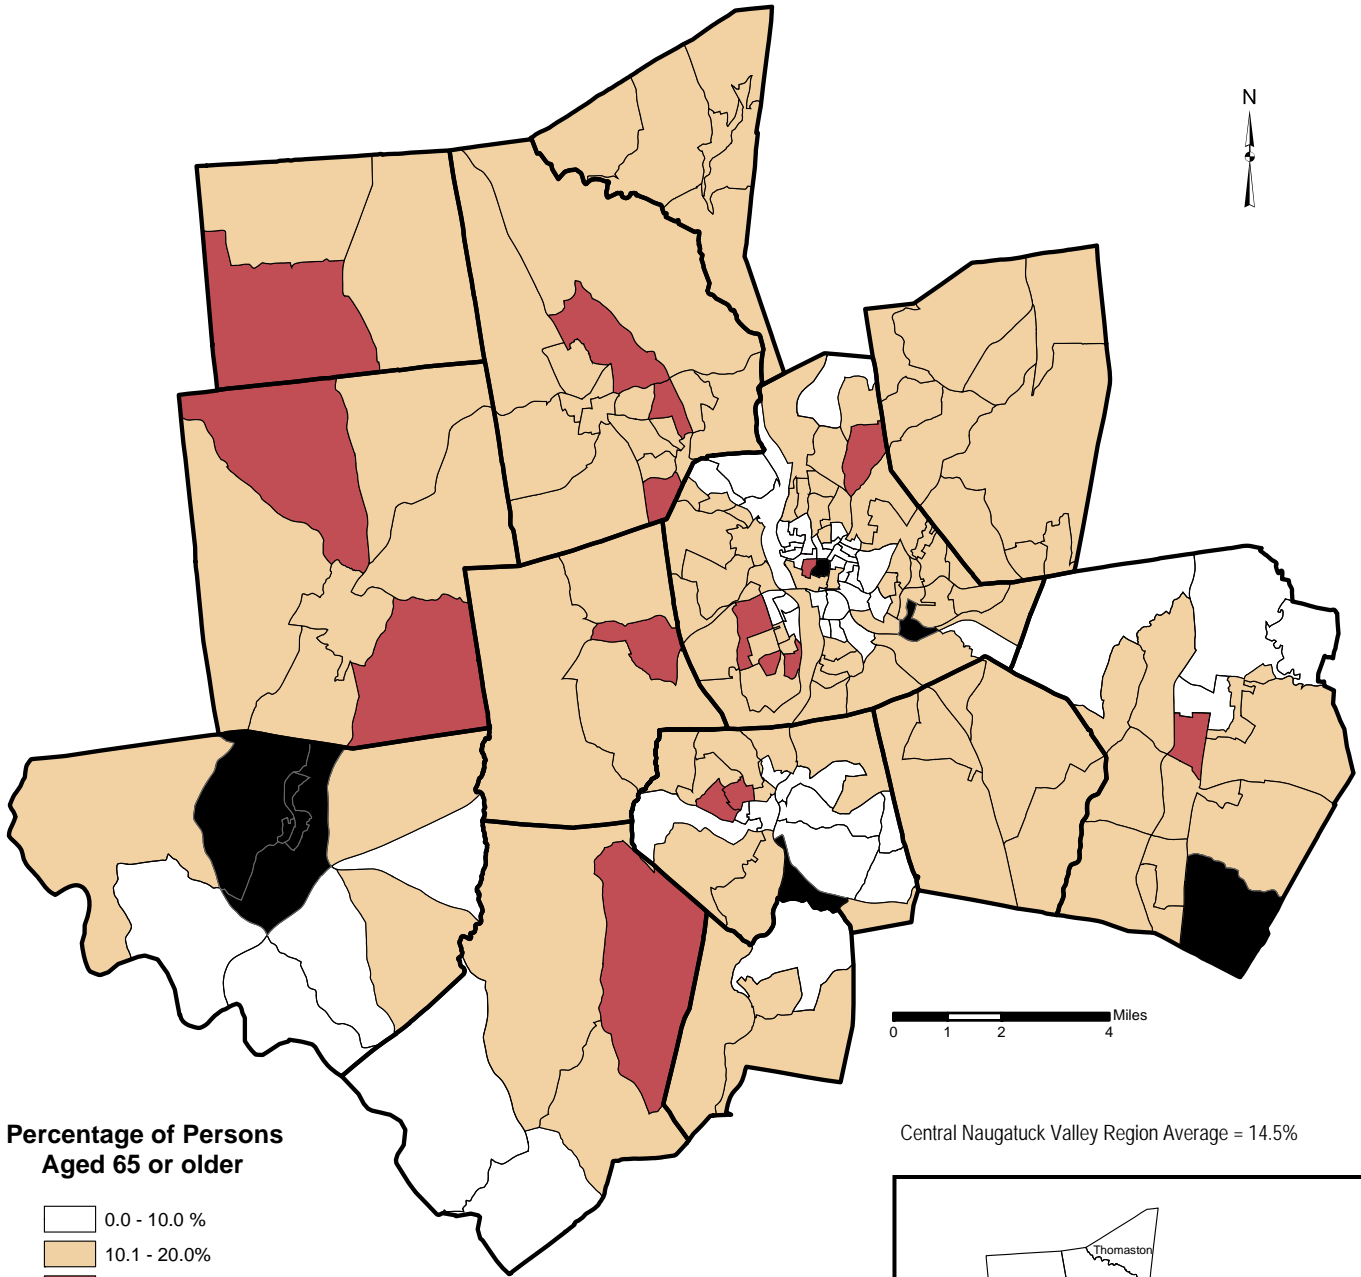 N
Miles
0 1 2 4
Percentage of Persons
Aged 65 or older
0.0 - 10.0 %
10.1 - 20.0%
Central Naugatuck Valley Region Average = 14.5%
Thomaston